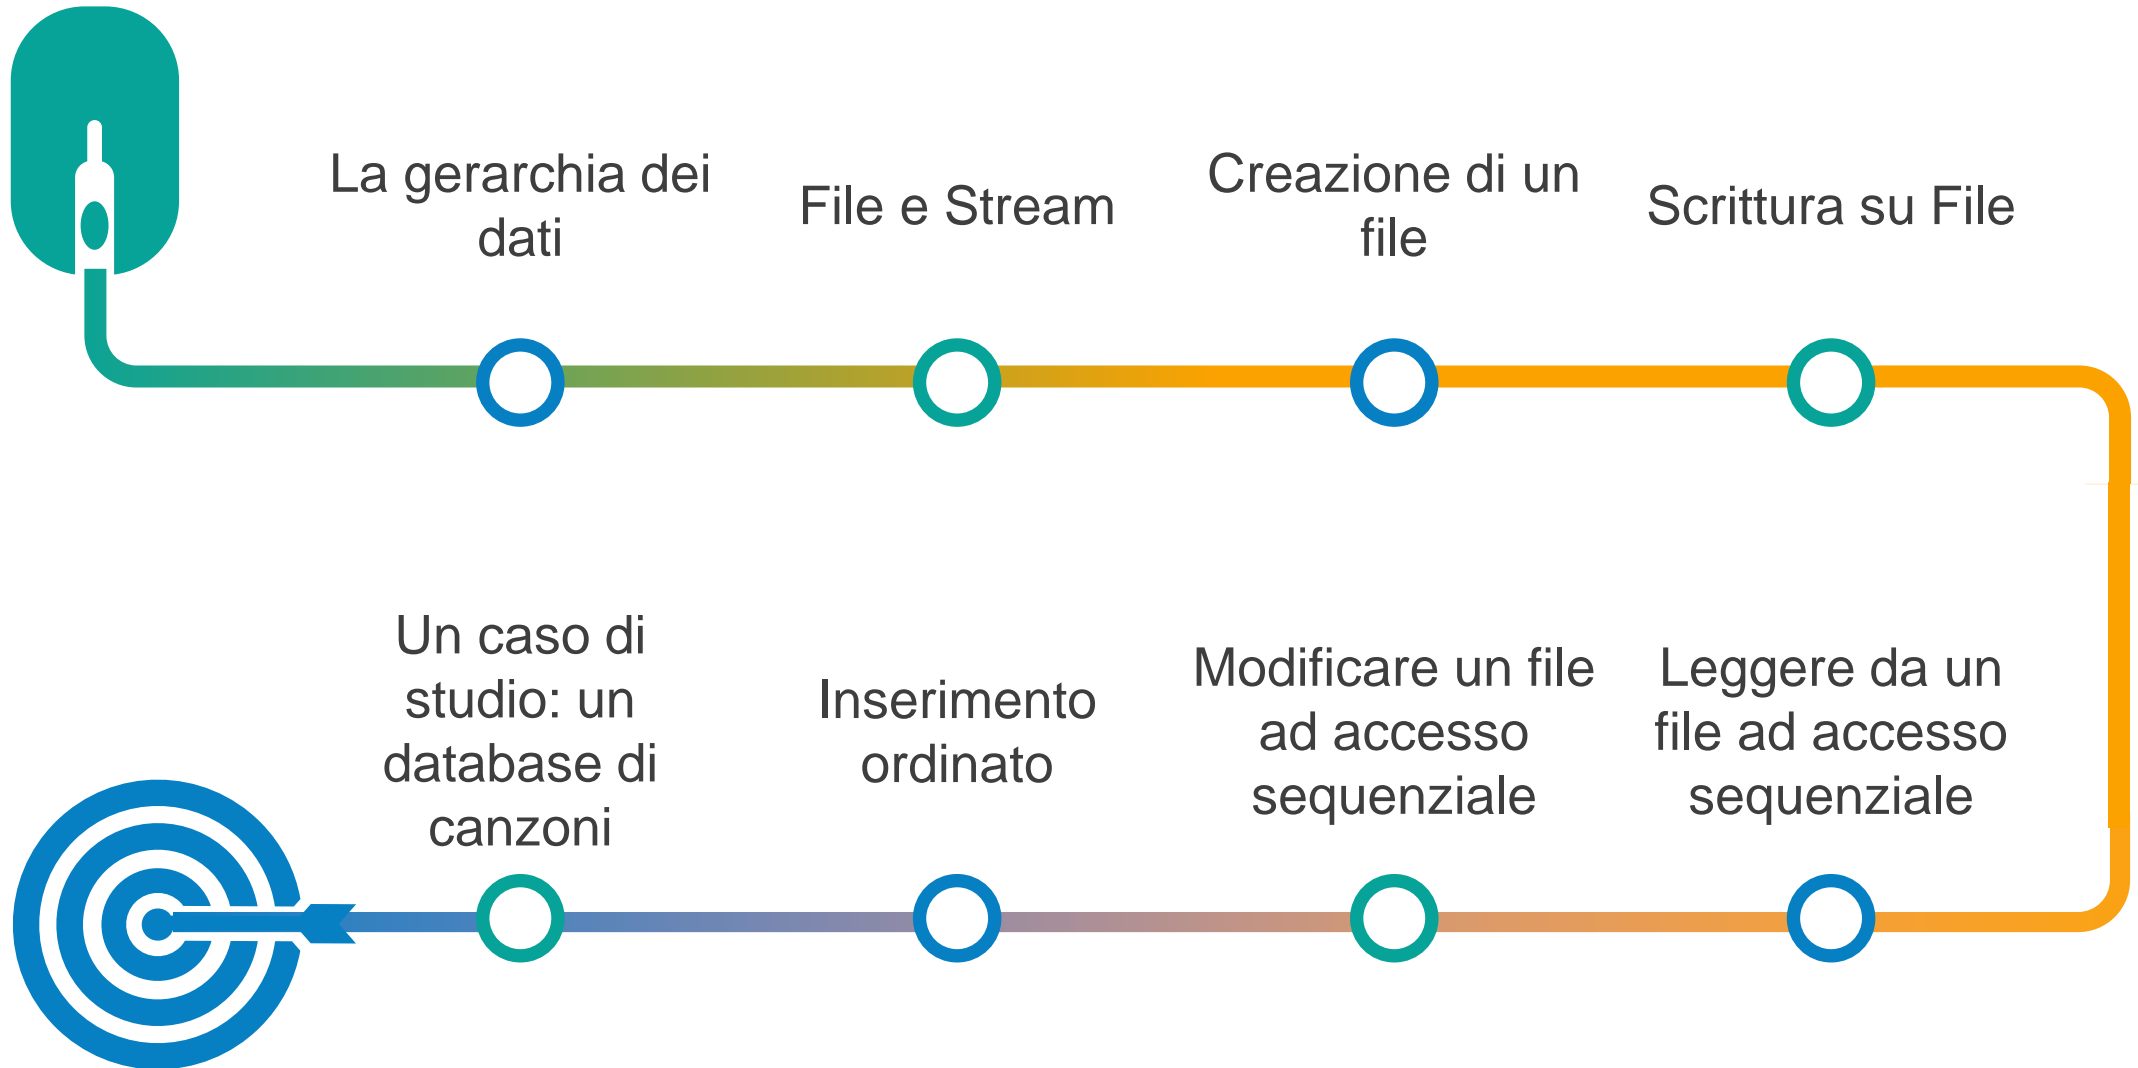 La gerarchia dei
dati
File e Stream
Creazione di un
file
Scrittura su File
Leggere da un
file ad accesso
sequenziale
Modificare un file
ad accesso
sequenziale
Inserimento
ordinato
Un caso di
studio: un
database di
canzoni